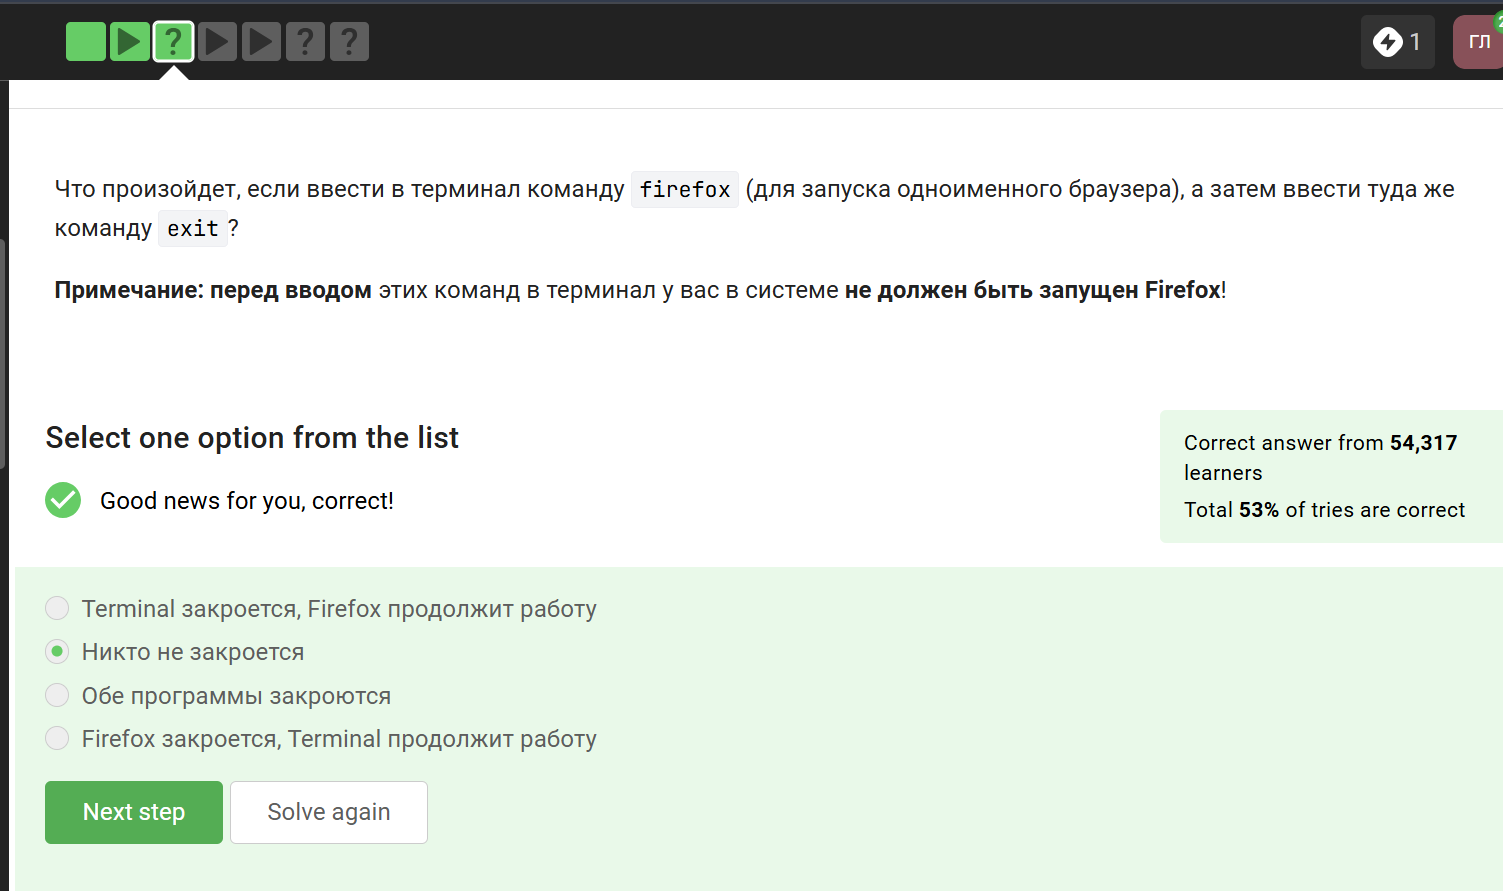 ? ? ?
1
ГЛ
Что произойдет, если ввести в терминал команду firefox (для запуска одноименного браузера), а затем ввести туда же
команду exit?
Примечание: перед вводом этих команд в терминал у вас в системе не должен быть запущен Firefox!
Select one option from the list
Good news for you, correct!
Correct answer from 54,317
learners
Total 53% of tries are correct
Terminal закроется, Firefox продолжит работу
Никто не закроется
Обе программы закроются
Firefox закроется, Terminal продолжит работу
Next step
Solve again